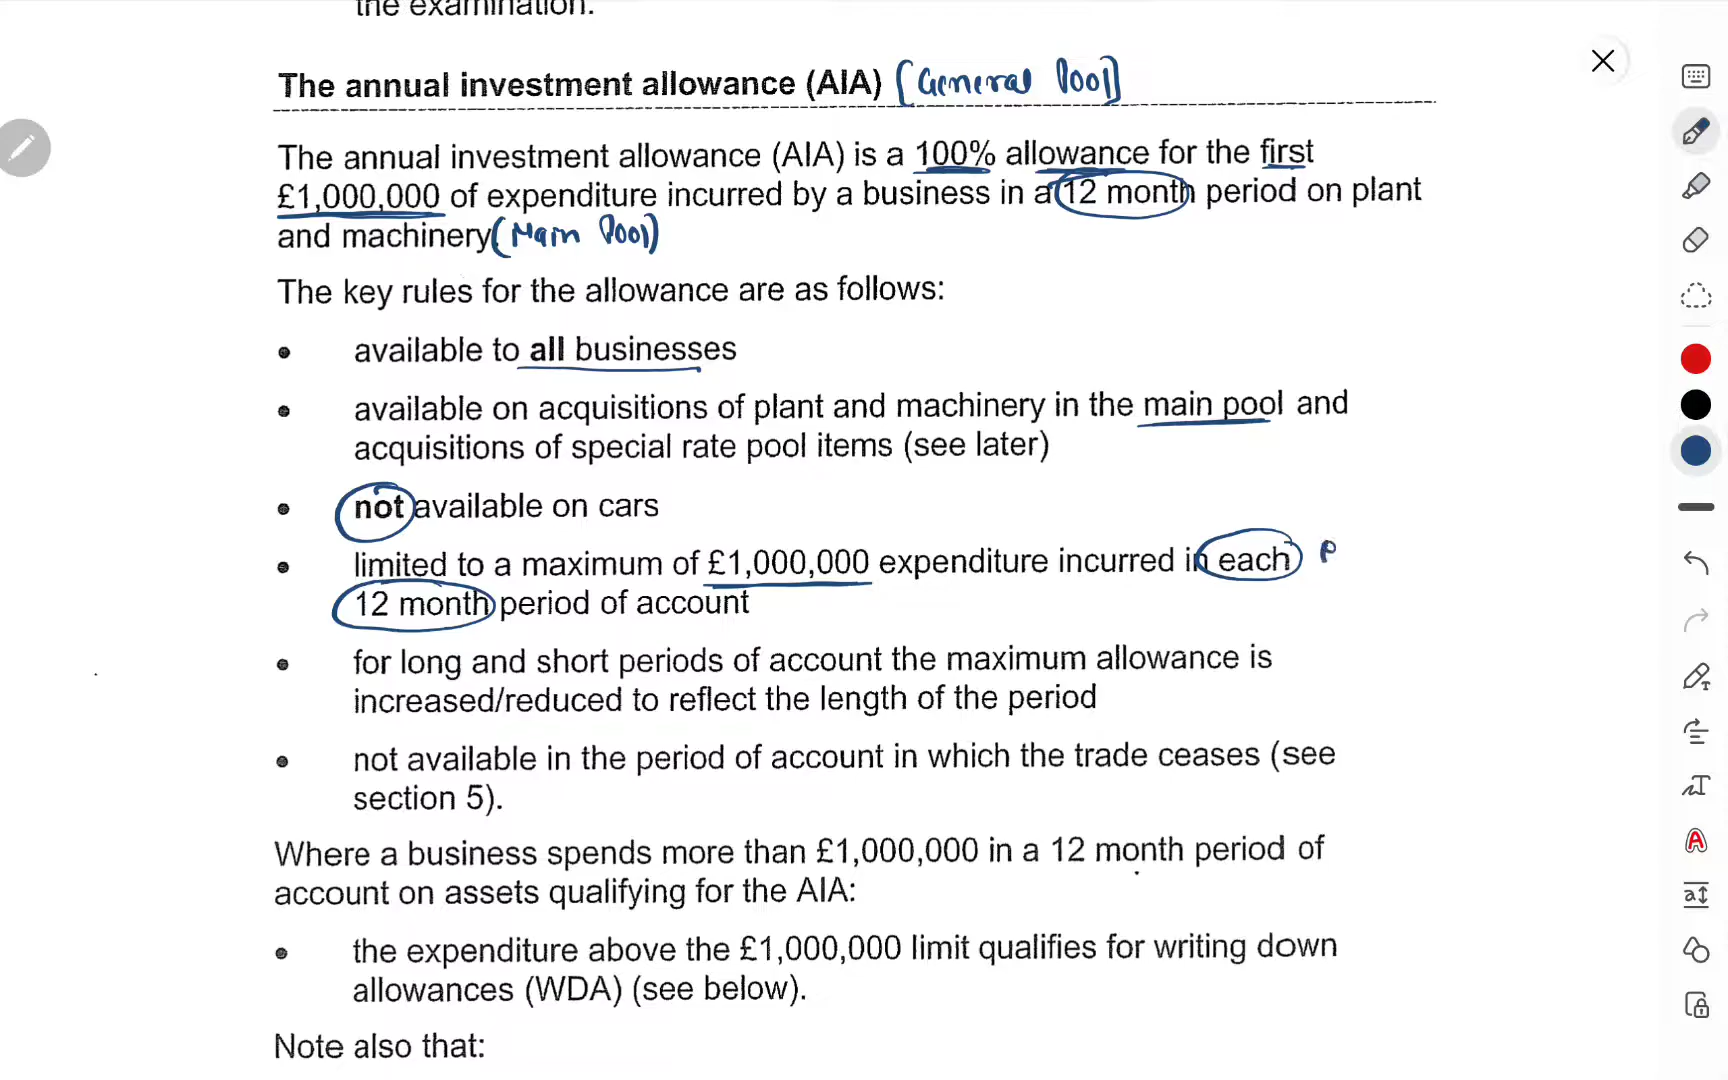 the examination.
The annual investment allowance (AIA) (General Pool)
The annual investment allowance (AIA) is a 100% allowance for the first
£1,000,000 of expenditure incurred by a business in a 12 month period on plant
and machinery (Main Pool)
The key rules for the allowance are as follows:
• available to all businesses
• available on acquisitions of plant and machinery in the main pool and
acquisitions of special rate pool items (see later)
• not available on cars
• limited to a maximum of £1,000,000 expenditure incurred in each P
12 month period of account
• for long and short periods of account the maximum allowance is
increased/reduced to reflect the length of the period
• not available in the period of account in which the trade ceases (see
section 5).
Where a business spends more than £1,000,000 in a 12 month period of
account on assets qualifying for the AIA:
• the expenditure above the £1,000,000 limit qualifies for writing down
allowances (WDA) (see below).
Note also that: